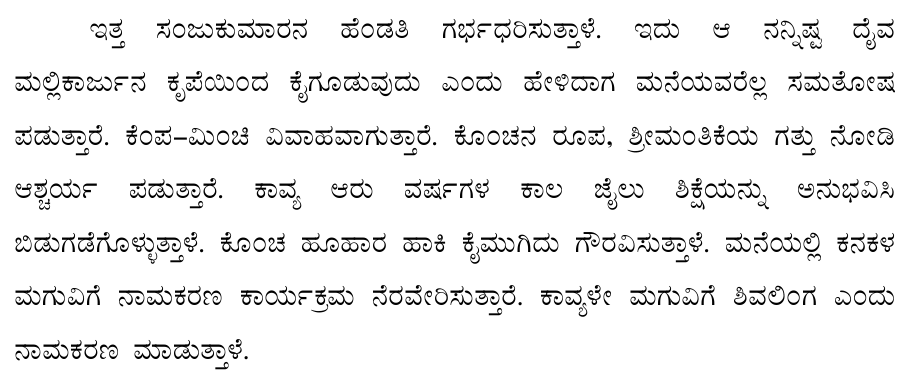 ಇತ್ತ ಸಂಜುಕುಮಾರನ ಹೆಂಡತಿ ಗರ್ಭಧರಿಸುತ್ತಾಳೆ. ಇದು ಆ ನನ್ನಿಷ್ಟ ದೈವ
ಮಲ್ಲಿಕಾರ್ಜುನ ಕೃಪೆಯಿಂದ ಕೈಗೂಡುವುದು ಎಂದು ಹೇಳಿದಾಗ ಮನೆಯವರೆಲ್ಲ ಸಮತೋಷ
ಪಡುತ್ತಾರೆ. ಕೆಂಪ–ಮಿಂಚಿ ವಿವಾಹವಾಗುತ್ತಾರೆ. ಕೊಂಚನ ರೂಪ, ಶ್ರೀಮಂತಿಕೆಯ ಗತ್ತು ನೋಡಿ
ಆಶ್ಚರ್ಯ ಪಡುತ್ತಾರೆ. ಕಾವ್ಯ ಆರು ವರ್ಷಗಳ ಕಾಲ ಜೈಲು ಶಿಕ್ಷೆಯನ್ನು ಅನುಭವಿಸಿ
ಬಿಡುಗಡೆಗೊಳ್ಳುತ್ತಾಳೆ. ಕೊಂಚ ಹೂಹಾರ ಹಾಕಿ ಕೈಮುಗಿದು ಗೌರವಿಸುತ್ತಾಳೆ. ಮನೆಯಲ್ಲಿ ಕನಕಳ
ಮಗುವಿಗೆ ನಾಮಕರಣ ಕಾರ್ಯಕ್ರಮ ನೆರವೇರಿಸುತ್ತಾರೆ. ಕಾವ್ಯಳೇ ಮಗುವಿಗೆ ಶಿವಲಿಂಗ ಎಂದು
ನಾಮಕರಣ ಮಾಡುತ್ತಾಳೆ.